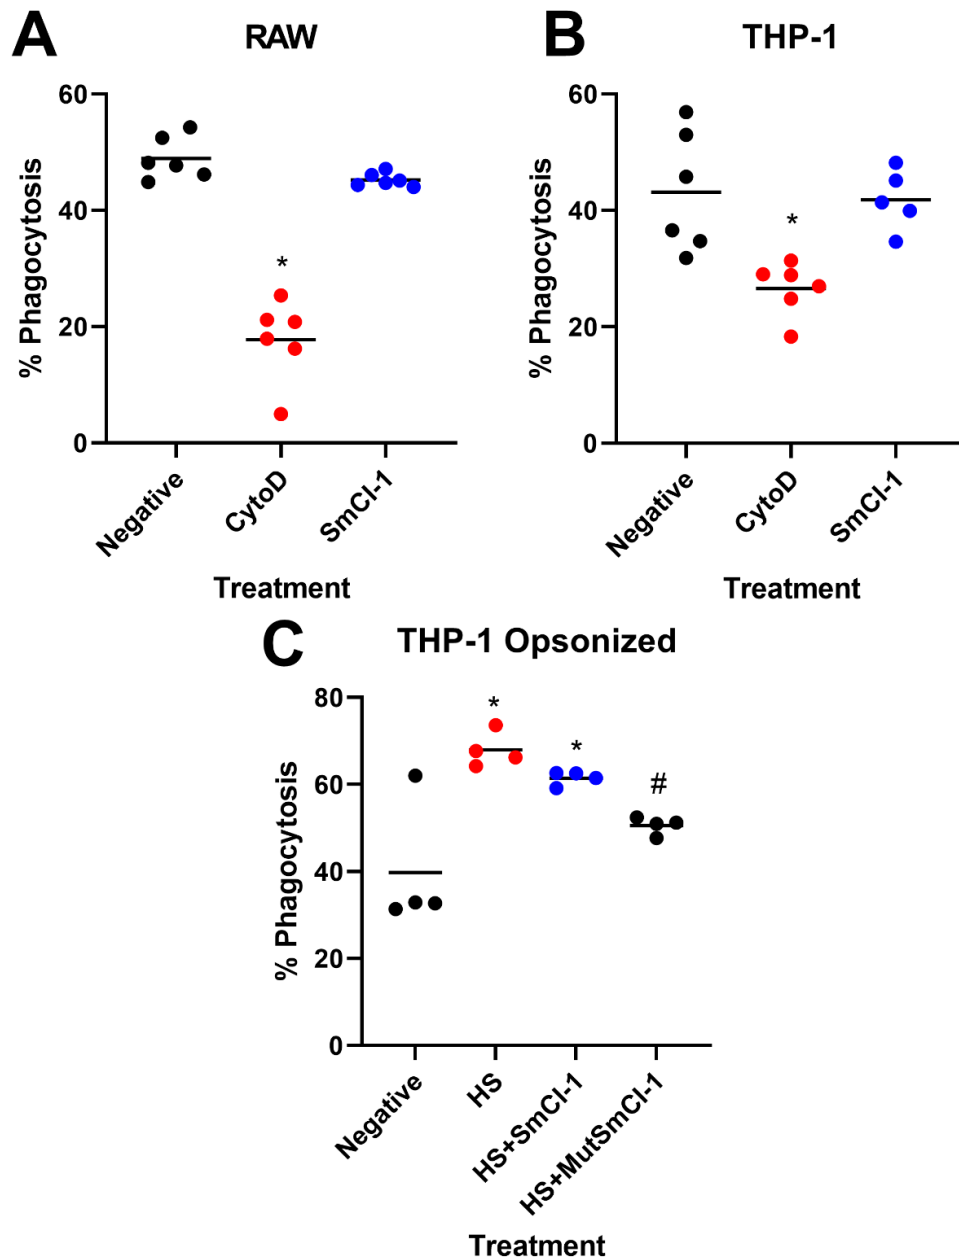 A
RAW
% Phagocytosis
60
40
20
0
*
Negative
CytoD
SmCI-1
Treatment
B
THP-1
% Phagocytosis
60
40
20
0
*
Negative
CytoD
SmCI-1
Treatment
C
THP-1 Opsonized
% Phagocytosis
80
60
40
20
0
*
*
#
Negative
HS
HS+SmCI-1
HS+MutSmCI-1
Treatment